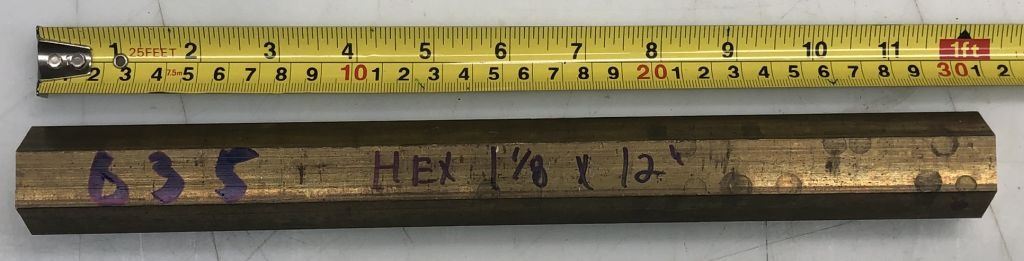 1 25FEET 2 3 4 5 6 7 8 9 10 11 1ft
2 3 4 7.5m 5 6 7 8 9 10 1 2 3 4 5 6 7 8 9 20 1 2 3 4 5 6 7 8 9 30 1 2
B35 HEX 1 1/8 X 12"